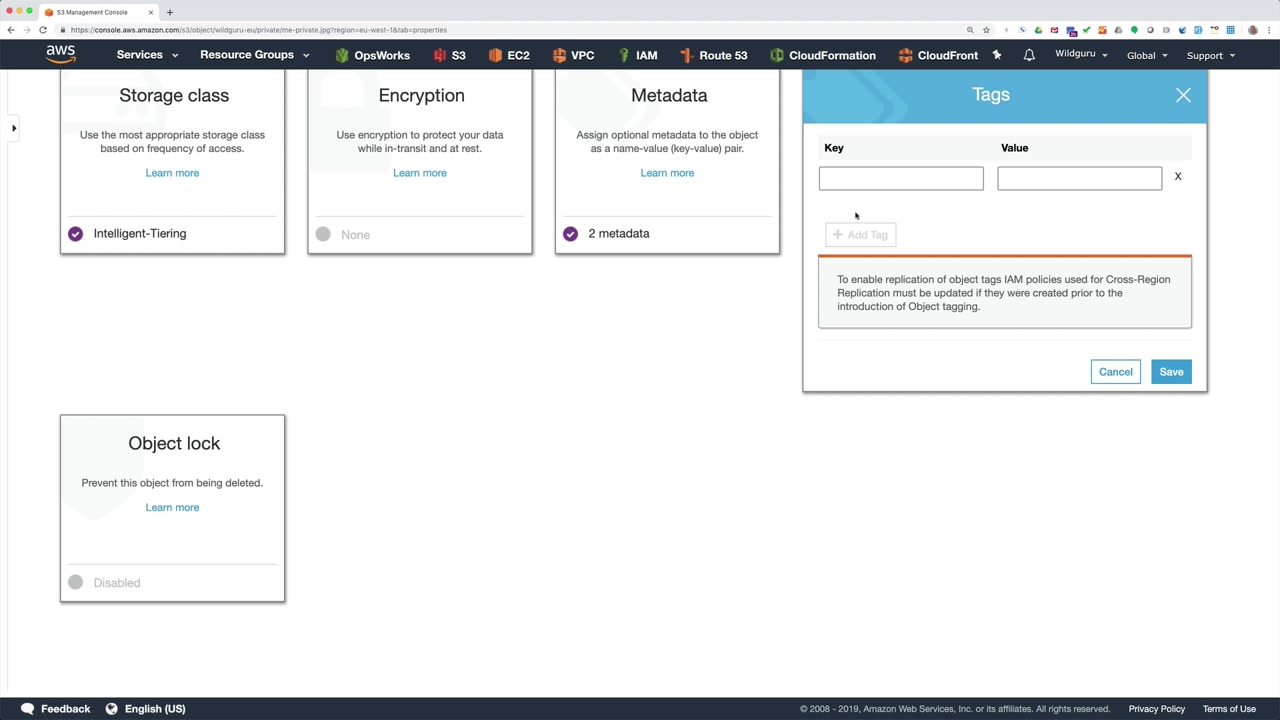 S3 Management Console
https://console.aws.amazon.com/s3/object/wildguru-eu/private/me-private.jpg?region=eu-west-1&tab=properties
aws
Services
Resource Groups
OpsWorks
S3
EC2
VPC
IAM
Route 53
CloudFormation
CloudFront
Wildguru
Global
Support
Storage class
Use the most appropriate storage class
based on frequency of access.
Learn more
Intelligent-Tiering
Encryption
Use encryption to protect your data
while in-transit and at rest.
Learn more
None
Metadata
Assign optional metadata to the object
as a name-value (key-value) pair.
Learn more
2 metadata
Tags
Key
Value
X
+ Add Tag
To enable replication of object tags IAM policies used for Cross-Region
Replication must be updated if they were created prior to the
introduction of Object tagging.
Cancel
Save
Object lock
Prevent this object from being deleted.
Learn more
Disabled
Feedback
English (US)
© 2008 - 2019, Amazon Web Services, Inc. or its affiliates. All rights reserved.
Privacy Policy
Terms of Use